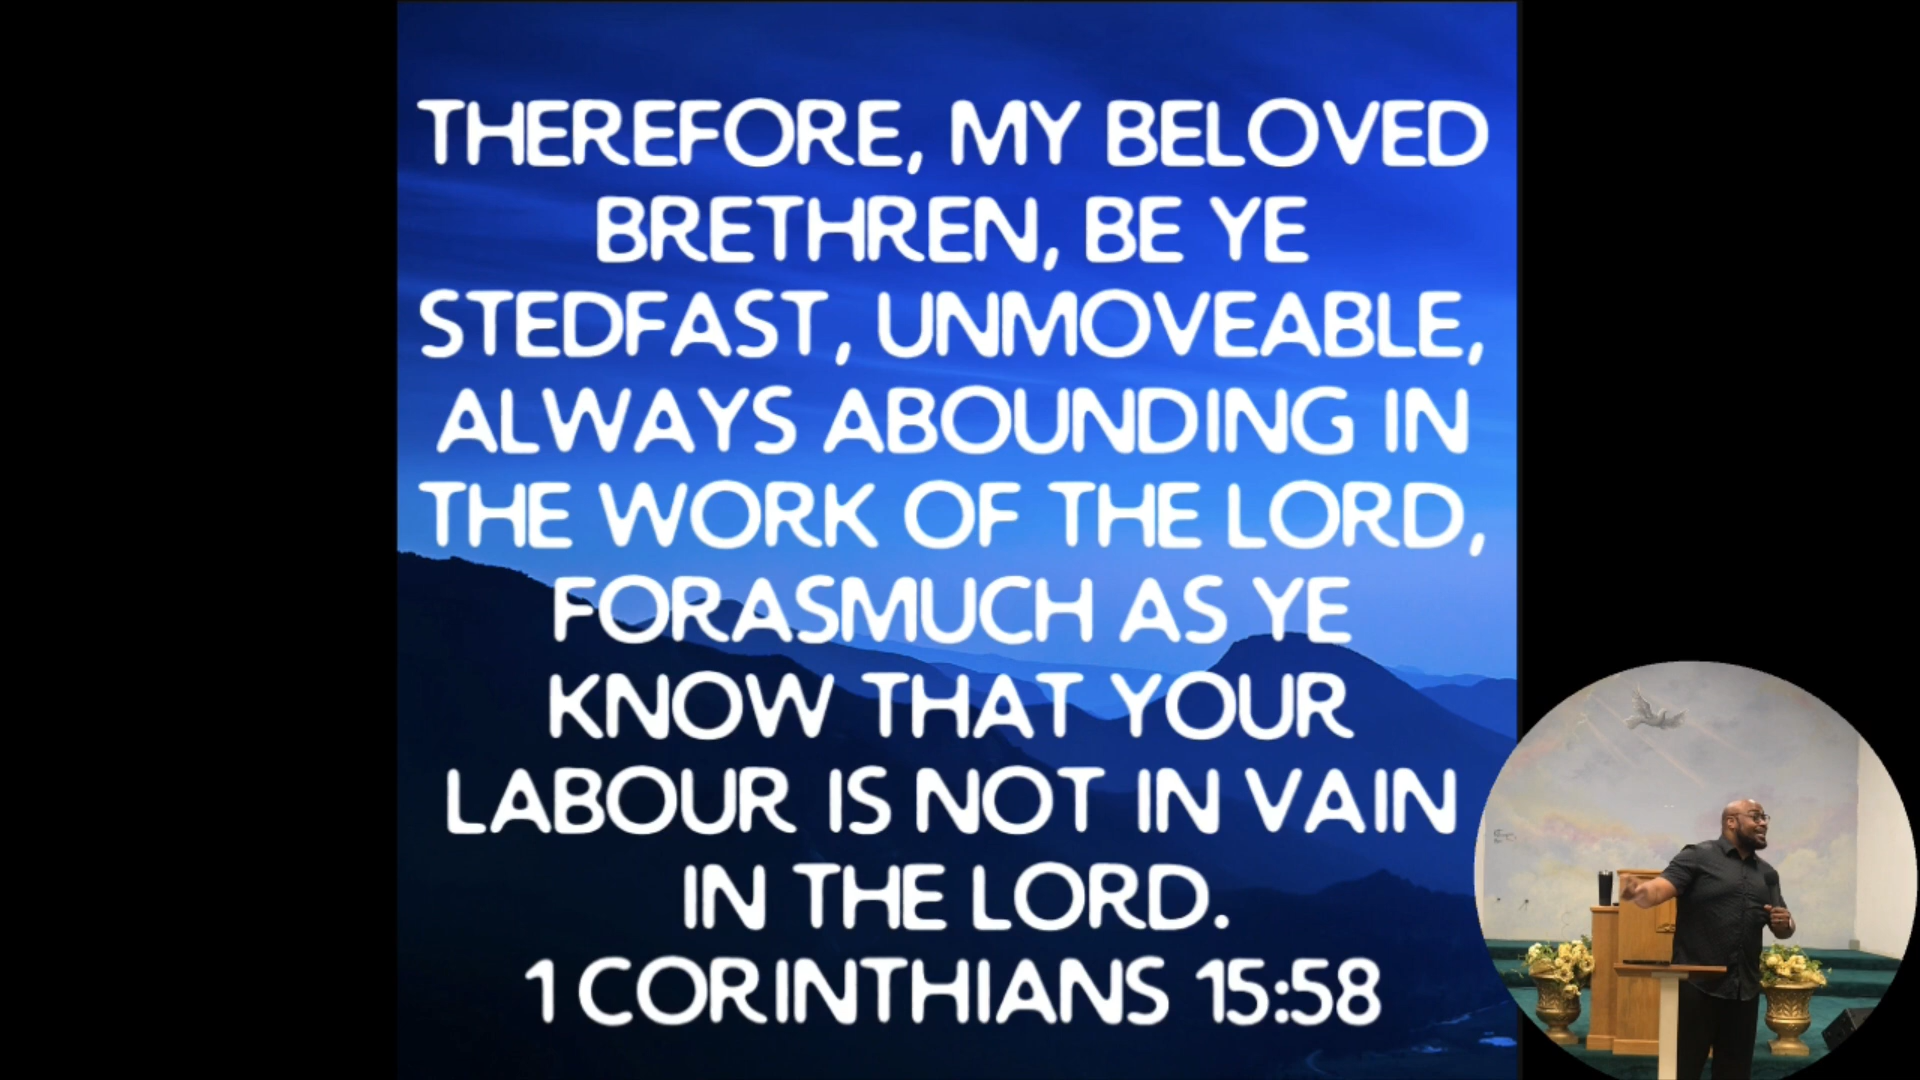 THEREFORE, MY BELOVED
BRETHREN, BE YE
STEDFAST, UNMOVEABLE,
ALWAYS ABOUNDING IN
THE WORK OF THE LORD,
FORASMUCH AS YE
KNOW THAT YOUR
LABOUR IS NOT IN VAIN
IN THE LORD.
1 CORINTHIANS 15:58